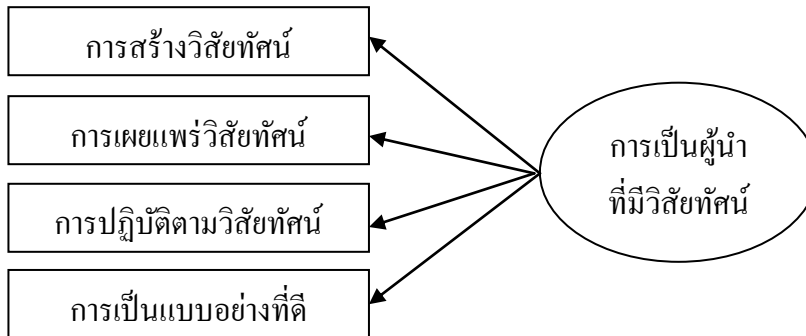 การสร้างวิสัยทัศน์
การเผยแพร่วิสัยทัศน์
การปฏิบัติตามวิสัยทัศน์
การเป็นแบบอย่างที่ดี
การเป็นผู้นำ
ที่มีวิสัยทัศน์